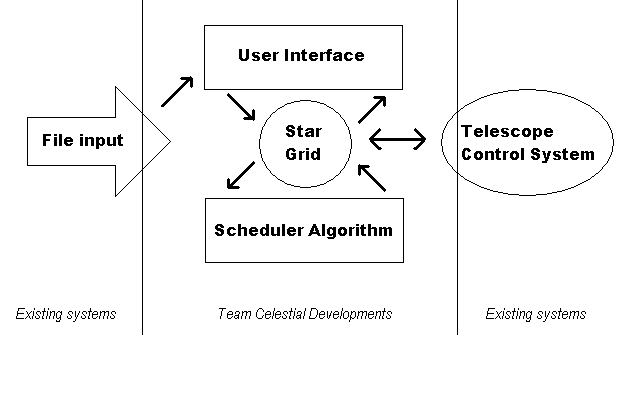 User Interface
File input
Star
Grid
Telescope
Control System
Scheduler Algorithm
Existing systems
Team Celestial Developments
Existing systems